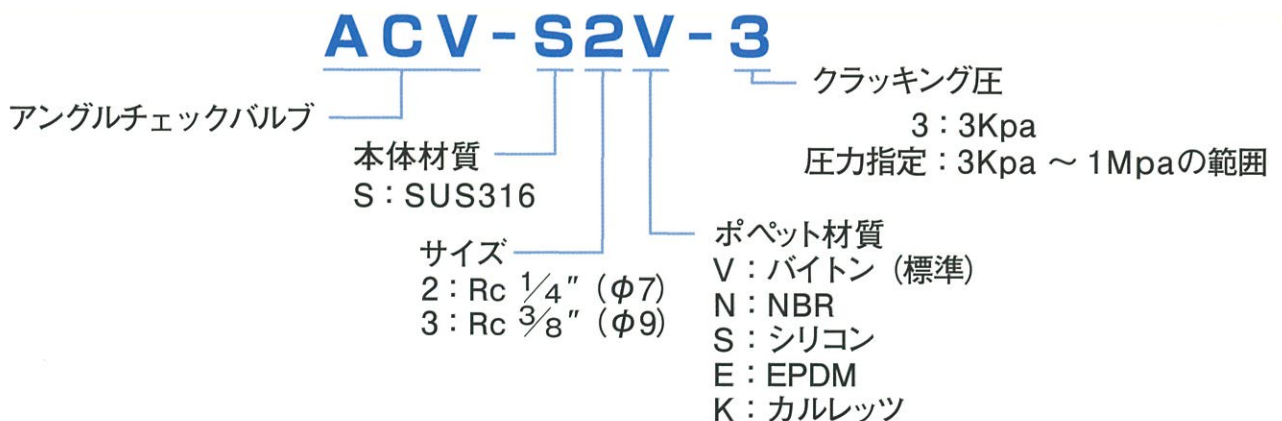 ACV-S2V-3
アングルチェックバルブ
本体材質
S：SUS316
サイズ
2：Rc 1/4″（φ7）
3：Rc 3/8″（φ9）
ポペット材質
V：バイトン（標準）
N：NBR
S：シリコン
E：EPDM
K：カルレッツ
クラッキング圧
3：3Kpa
圧力指定：3Kpa ～ 1Mpaの範囲